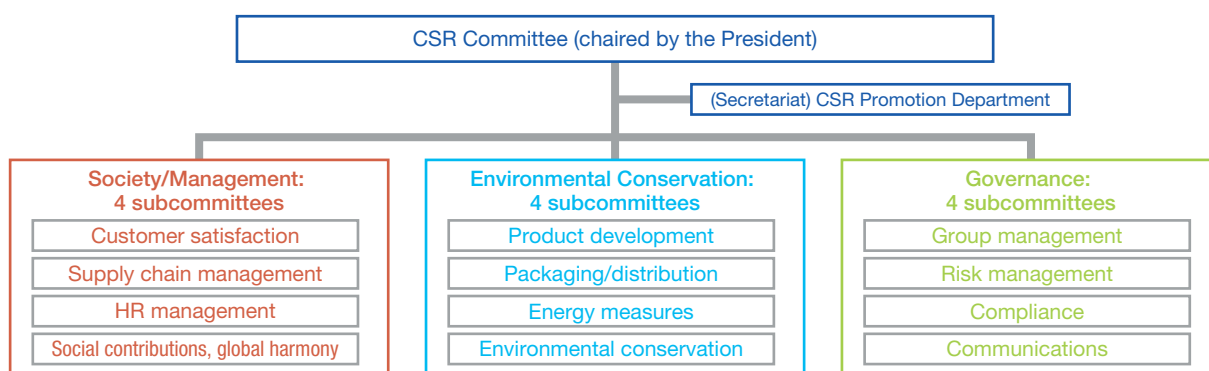 CSR Committee (chaired by the President)
(Secretariat) CSR Promotion Department
Society/Management:
4 subcommittees
Customer satisfaction
Supply chain management
HR management
Social contributions, global harmony
Environmental Conservation:
4 subcommittees
Product development
Packaging/distribution
Energy measures
Environmental conservation
Governance:
4 subcommittees
Group management
Risk management
Compliance
Communications